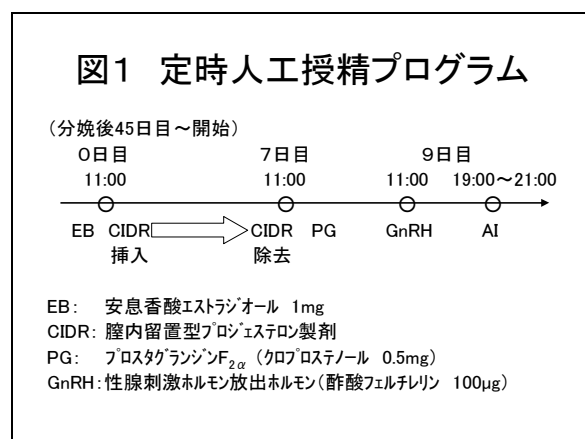 図1 定時人工授精プログラム
(分娩後45日目~開始)
0日目 7日目 9日目
11:00 11:00 11:00 19:00~21:00
EB CIDR CIDR PG GnRH AI
挿入 除去
EB: 安息香酸エストラジオール 1mg
CIDR: 膣内留置型プロジェステロン製剤
PG: プロスタグランジンF2α (クロプロステノール 0.5mg)
GnRH:性腺刺激ホルモン放出ホルモン(酢酸フェルチレリン 100μg)